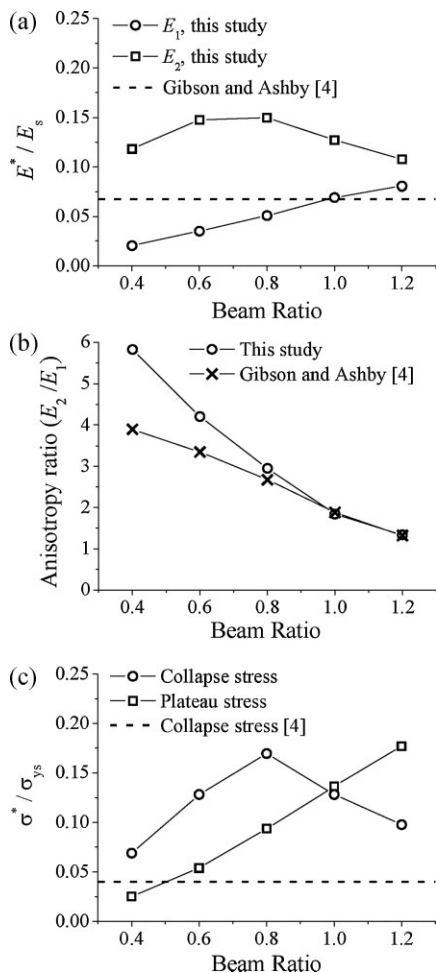 (a)
E₁, this study
E₂, this study
Gibson and Ashby [4]
E* / Eₛ
0.25
0.20
0.15
0.10
0.05
0.00
0.4 0.6 0.8 1.0 1.2
Beam Ratio
(b)
This study
Gibson and Ashby [4]
Anisotropy ratio (E₂ /E₁)
6
5
4
3
2
1
0
0.4 0.6 0.8 1.0 1.2
Beam Ratio
(c)
Collapse stress
Plateau stress
Collapse stress [4]
σ* / σys
0.25
0.20
0.15
0.10
0.05
0.00
0.4 0.6 0.8 1.0 1.2
Beam Ratio